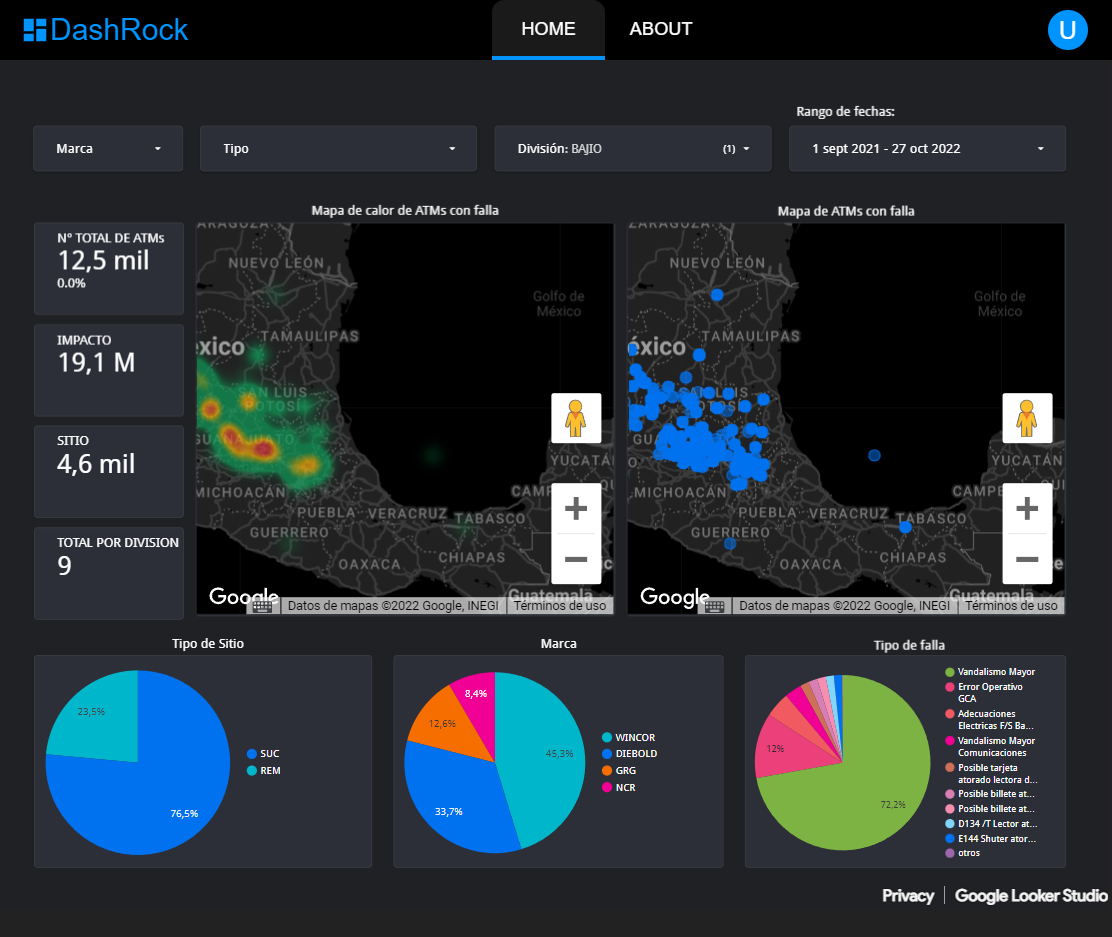 DashRock
HOME
ABOUT
U
Rango de fechas:
Marca
Tipo
División: BAJIO
(1)
1 sept 2021 - 27 oct 2022
Mapa de calor de ATMs con falla
Mapa de ATMs con falla
N° TOTAL DE ATMs
12,5 mil
0.0%
IMPACTO
19,1 M
SITIO
4,6 mil
TOTAL POR DIVISION
9
ZARAGOZA
NUEVO LEÓN
Golfo de
México
TAMAULIPAS
éxico
SAN LUIS
POTOSÍ
GUANAJUATO
YUCATÁN
MICHOACÁN
CAMP
PUEBLA
VERACRUZ
TABASCO
GUERRERO
OAXACA
CHIAPAS
Guatemala
Google
Datos de mapas ©2022 Google, INEGI
Términos de uso
ZARAGOZA
NUEVO LEÓN
Golfo de
México
TAMAULIPAS
éxico
SAN LUIS
POTOSÍ
GUA
YUCATÁN
MICHOACÁN
CAMPE
PUEBLA
VERACRUZ
TABASCO
GUERRERO
OAXACA
CHIAPAS
Guatemala
Google
Datos de mapas ©2022 Google, INEGI
Términos de uso
Tipo de Sitio
23,5%
76,5%
SUC
REM
Marca
8,4%
12,6%
45,3%
33,7%
WINCOR
DIEBOLD
GRG
NCR
Tipo de falla
12%
72,2%
Vandalismo Mayor
Error Operativo
GCA
Adecuaciones
Electricas F/S Ba...
Vandalismo Mayor
Comunicaciones
Posible tarjeta
atorado lectora d...
Posible billete at...
Posible billete at...
D134 /T Lector at...
E144 Shuter ator...
otros
Privacy
Google Looker Studio